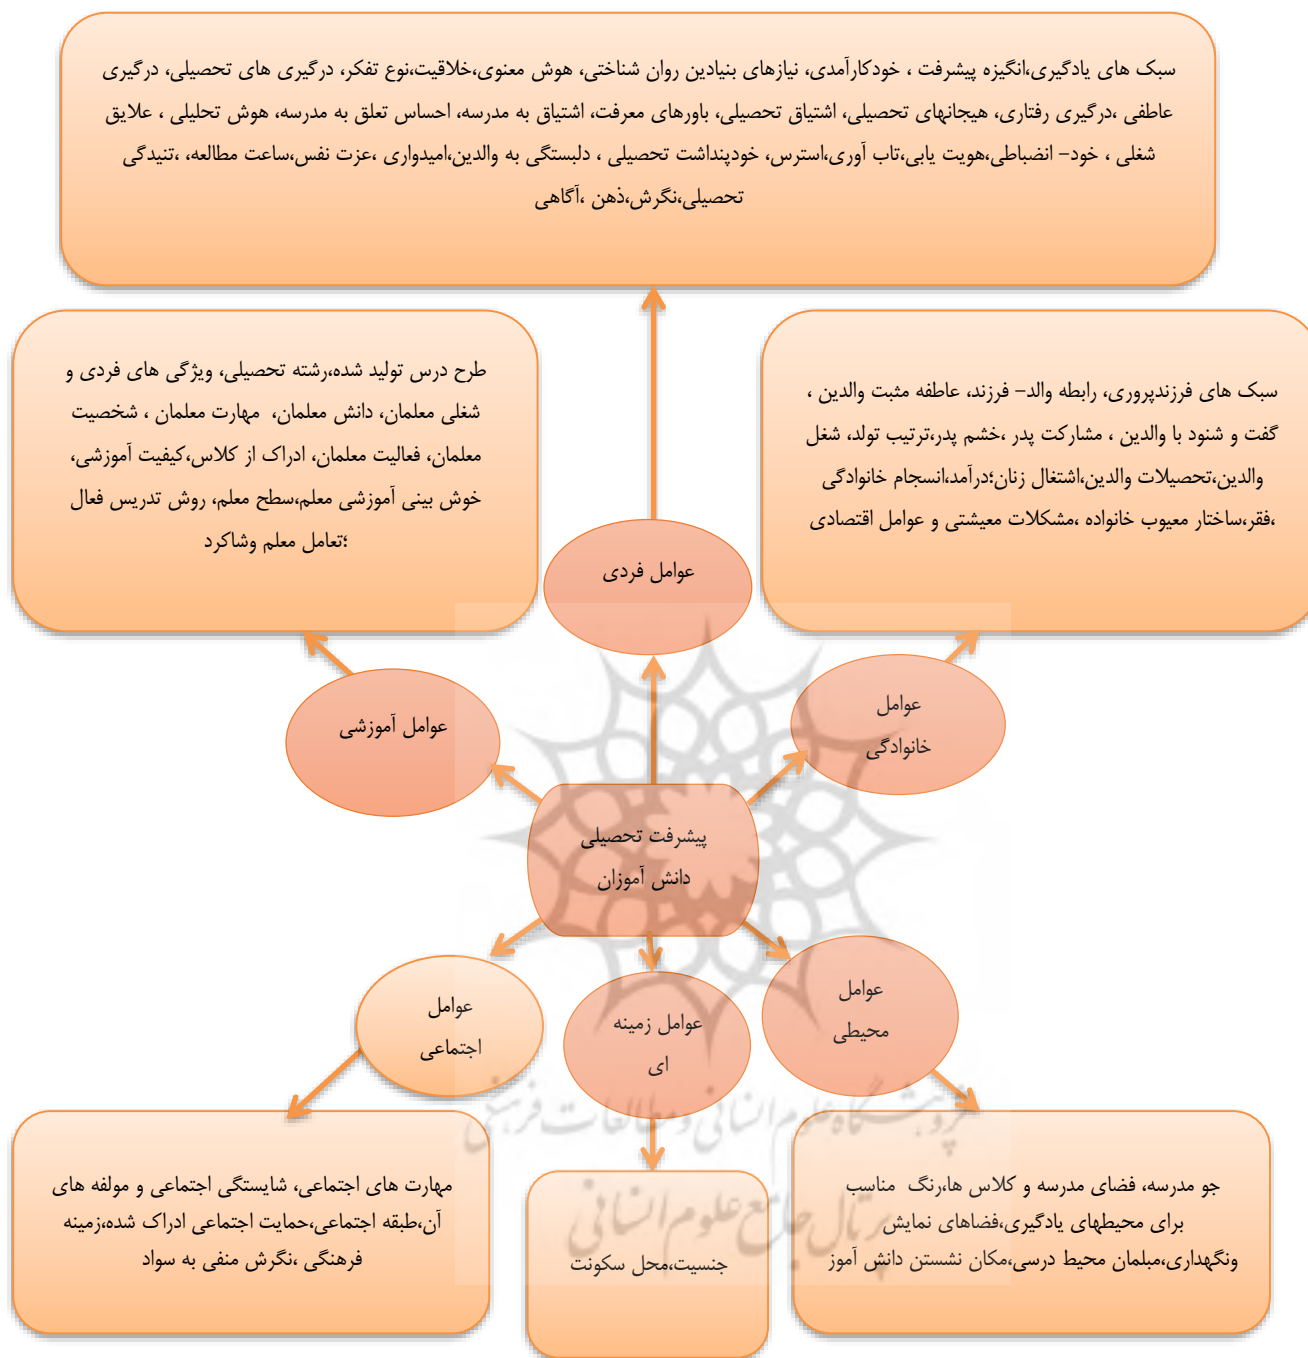 سبک های یادگیری،انگیزه پیشرفت ، خودکارآمدی، نیازهای بنیادین روان شناختی، هوش معنوی،خلاقیت،نوع تفکر، درگیری های تحصیلی، درگیری
عاطفی ،درگیری رفتاری، هیجانهای تحصیلی، اشتیاق تحصیلی، باورهای معرفت، اشتیاق به مدرسه، احساس تعلق به مدرسه، هوش تحلیلی ، علایق
شغلی ، خود- انضباطی،هویت یابی،تاب آوری،استرس، خودپنداشت تحصیلی ، دلبستگی به والدین،امیدواری ،عزت نفس،ساعت مطالعه، ،تنیدگی
تحصیلی،نگرش،ذهن ،آگاهی
سبک های فرزندپروری، رابطه والد- فرزند، عاطفه مثبت والدین ،
گفت و شنود با والدین ، مشارکت پدر ،خشم پدر،ترتیب تولد، شغل
والدین،تحصیلات والدین،اشتغال زنان؛درآمد،انسجام خانوادگی
،فقر،ساختار معیوب خانواده ،مشکلات معیشتی و عوامل اقتصادی
طرح درس تولید شده،رشته تحصیلی، ویژگی های فردی و
شغلی معلمان، دانش معلمان، مهارت معلمان ، شخصیت
معلمان، فعالیت معلمان، ادراک از کلاس،کیفیت آموزشی،
خوش بینی آموزشی معلم،سطح معلم، روش تدریس فعال
؛تعامل معلم وشاکرد
عوامل فردی
عوامل
خانوادگی
عوامل آموزشی
پیشرفت تحصیلی
دانش آموزان
عوامل
محیطی
عوامل زمینه
ای
عوامل
اجتماعی
جو مدرسه، فضای مدرسه و کلاس ها،رنگ مناسب
برای محیطهای یادگیری،فضاهای نمایش
ونگهداری،مبلمان محیط درسی،مکان نشستن دانش آموز
جنسیت،محل سکونت
مهارت های اجتماعی، شایستگی اجتماعی و مولفه های
آن،طبقه اجتماعی،حمایت اجتماعی ادراک شده،زمینه
فرهنگی ،نگرش منفی به سواد
پژوهشگاه علوم انسانی و مطالعات فرهنگی
پرتال جامع علوم انسانی